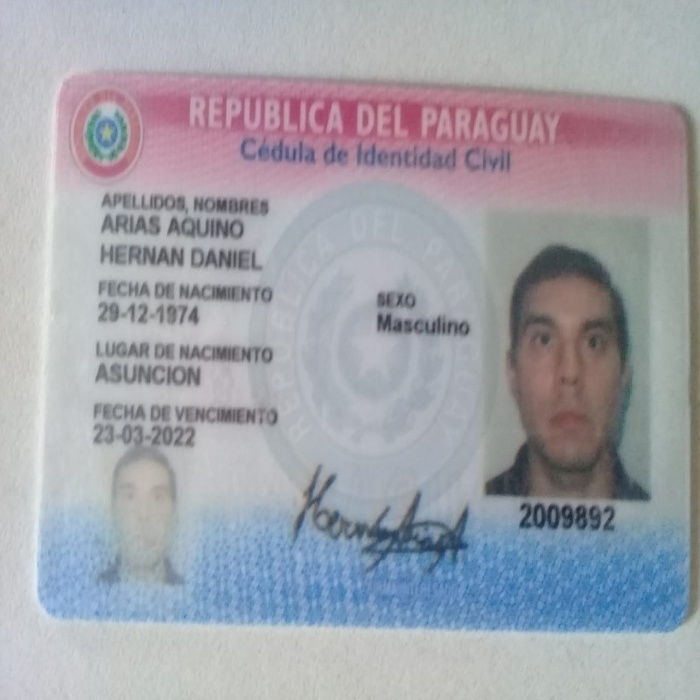 REPUBLICA DEL PARAGUAY
Cédula de Identidad Civil
APELLIDOS, NOMBRES
ARIAS AQUINO
HERNAN DANIEL
FECHA DE NACIMIENTO
29-12-1974
SEXO
Masculino
LUGAR DE NACIMIENTO
ASUNCION
FECHA DE VENCIMIENTO
23-03-2022
2009892
REPUBLICA DEL PARAGUAY